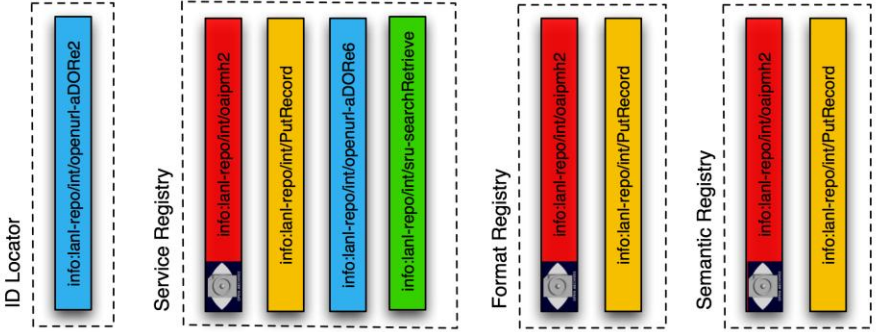 ID Locator
info:lanl-repo/int/openurl-aDORe2
Service Registry
info:lanl-repo/int/oaipmh2
info:lanl-repo/int/PutRecord
info:lanl-repo/int/openurl-aDORe6
info:lanl-repo/int/sru-searchRetrieve
Format Registry
info:lanl-repo/int/oaipmh2
info:lanl-repo/int/PutRecord
Semantic Registry
info:lanl-repo/int/oaipmh2
info:lanl-repo/int/PutRecord